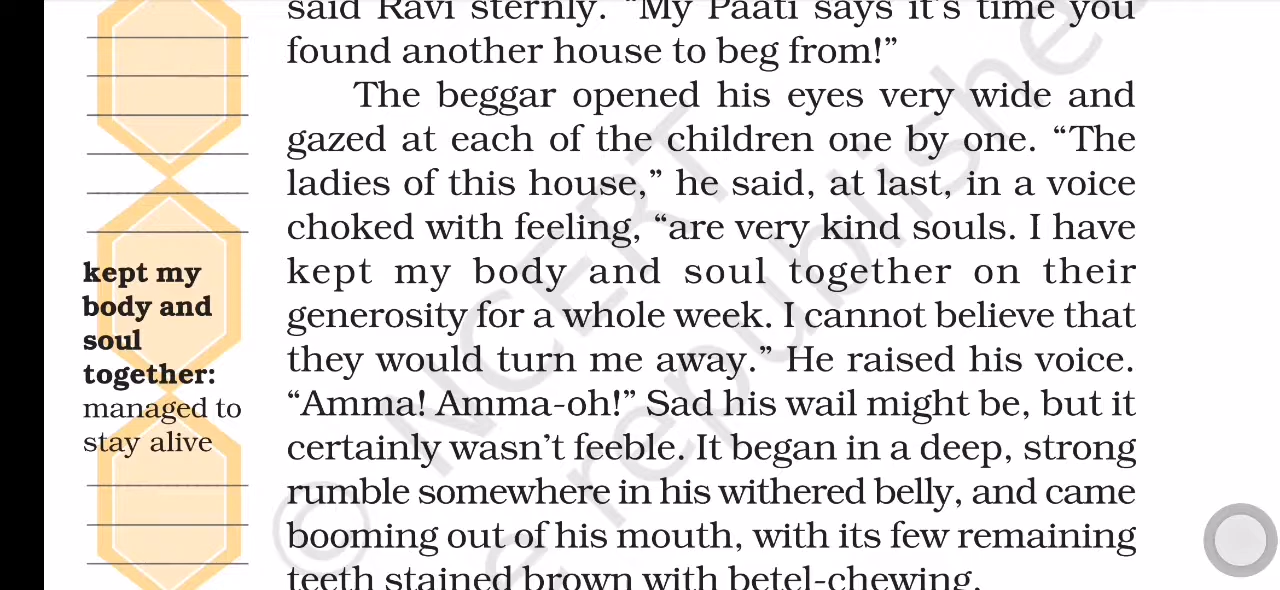 said Ravi sternly. “My Paati says it’s time you
found another house to beg from!”
The beggar opened his eyes very wide and
gazed at each of the children one by one. “The
ladies of this house,” he said, at last, in a voice
choked with feeling, “are very kind souls. I have
kept my body and soul together on their
generosity for a whole week. I cannot believe that
they would turn me away.” He raised his voice.
“Amma! Amma-oh!” Sad his wail might be, but it
certainly wasn’t feeble. It began in a deep, strong
rumble somewhere in his withered belly, and came
booming out of his mouth, with its few remaining
teeth stained brown with betel-chewing.
kept my
body and
soul
together:
managed to
stay alive
© NCERT
e republishe